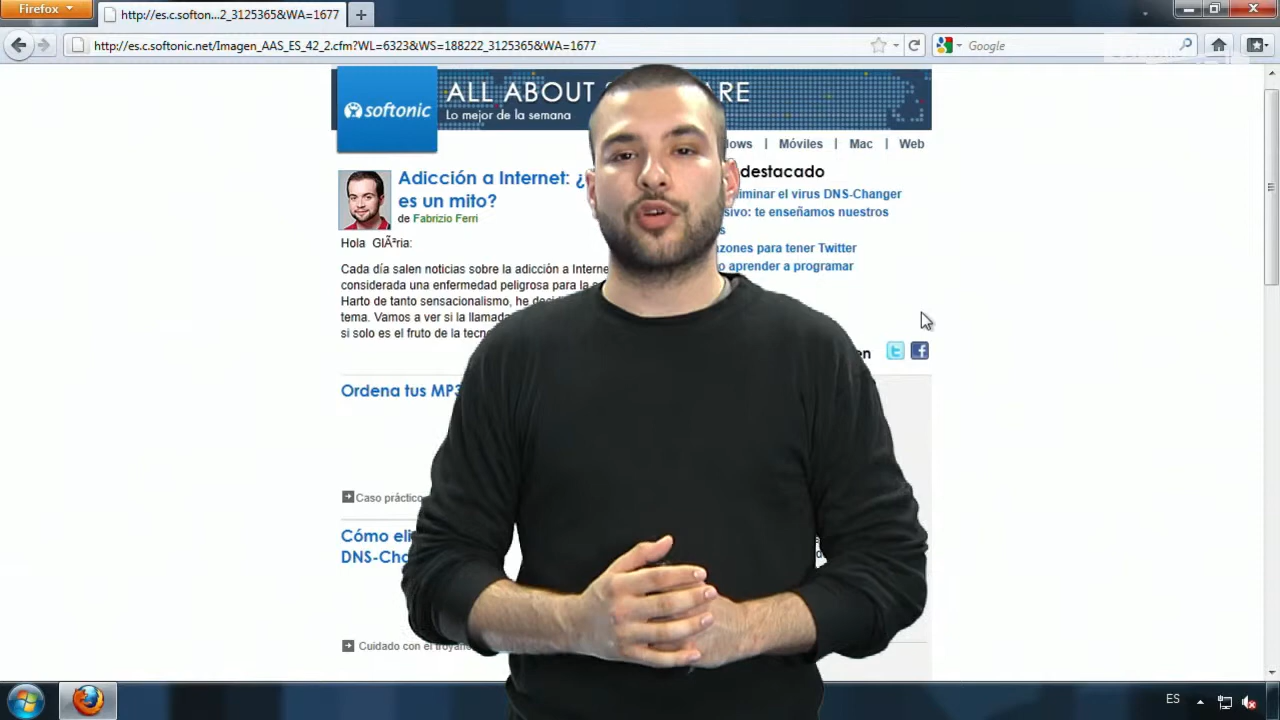 Firefox
http://es.c.softon...2_3125365&WA=1677
http://es.c.softonic.net/Imagen_AAS_ES_42_2.cfm?WL=6323&WS=188222_3125365&WA=1677
Google
softonic
ALL ABOUT S RE
Lo mejor de la semana
ows | Móviles | Mac | Web
Adicción a Internet: ¿
es un mito?
de Fabrizio Ferri
destacado
iminar el virus DNS-Changer
sivo: te enseñamos nuestros
s
azones para tener Twitter
o aprender a programar
Hola GlÃ³ria:
Cada día salen noticias sobre la adicción a Interne
considerada una enfermedad peligrosa para la s
Harto de tanto sensacionalismo, he decidi
tema. Vamos a ver si la llamada
si solo es el fruto de la tecno
en
Ordena tus MP3
Caso práctico
Cómo eli
DNS-Cha
Cuidado con el troyano
ES